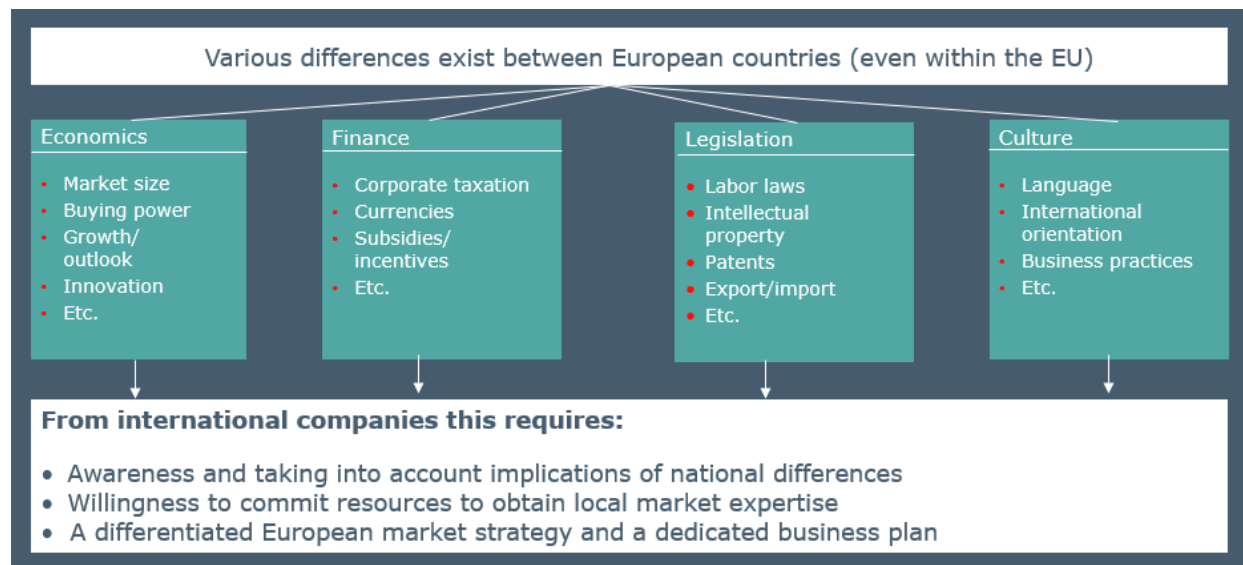 Various differences exist between European countries (even within the EU)
Economics
• Market size
• Buying power
• Growth/
outlook
• Innovation
• Etc.
Finance
• Corporate taxation
• Currencies
• Subsidies/
incentives
• Etc.
Legislation
• Labor laws
• Intellectual
property
• Patents
• Export/import
• Etc.
Culture
• Language
• International
orientation
• Business practices
• Etc.
From international companies this requires:
• Awareness and taking into account implications of national differences
• Willingness to commit resources to obtain local market expertise
• A differentiated European market strategy and a dedicated business plan